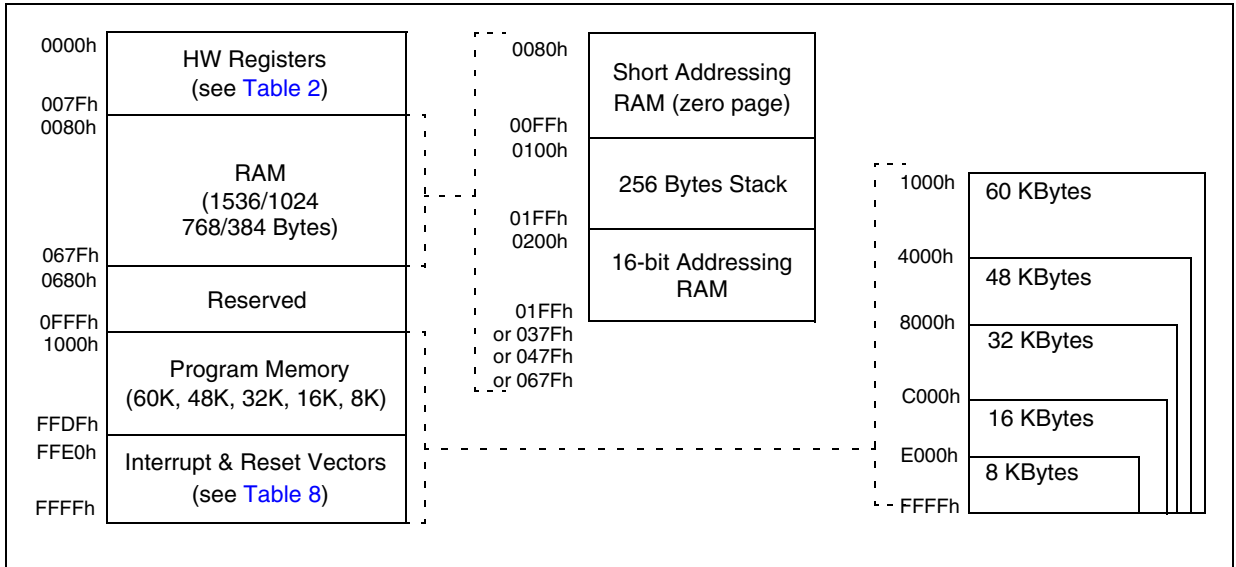 0000h
HW Registers
(see Table 2)
007Fh
0080h
RAM
(1536/1024
768/384 Bytes)
067Fh
0680h
Reserved
0FFFh
1000h
Program Memory
(60K, 48K, 32K, 16K, 8K)
FFDFh
FFE0h
Interrupt & Reset Vectors
(see Table 8)
FFFFh
0080h
Short Addressing
RAM (zero page)
00FFh
0100h
256 Bytes Stack
01FFh
0200h
16-bit Addressing
RAM
01FFh
or 037Fh
or 047Fh
or 067Fh
1000h
60 KBytes
4000h
48 KBytes
8000h
32 KBytes
C000h
16 KBytes
E000h
8 KBytes
FFFFh